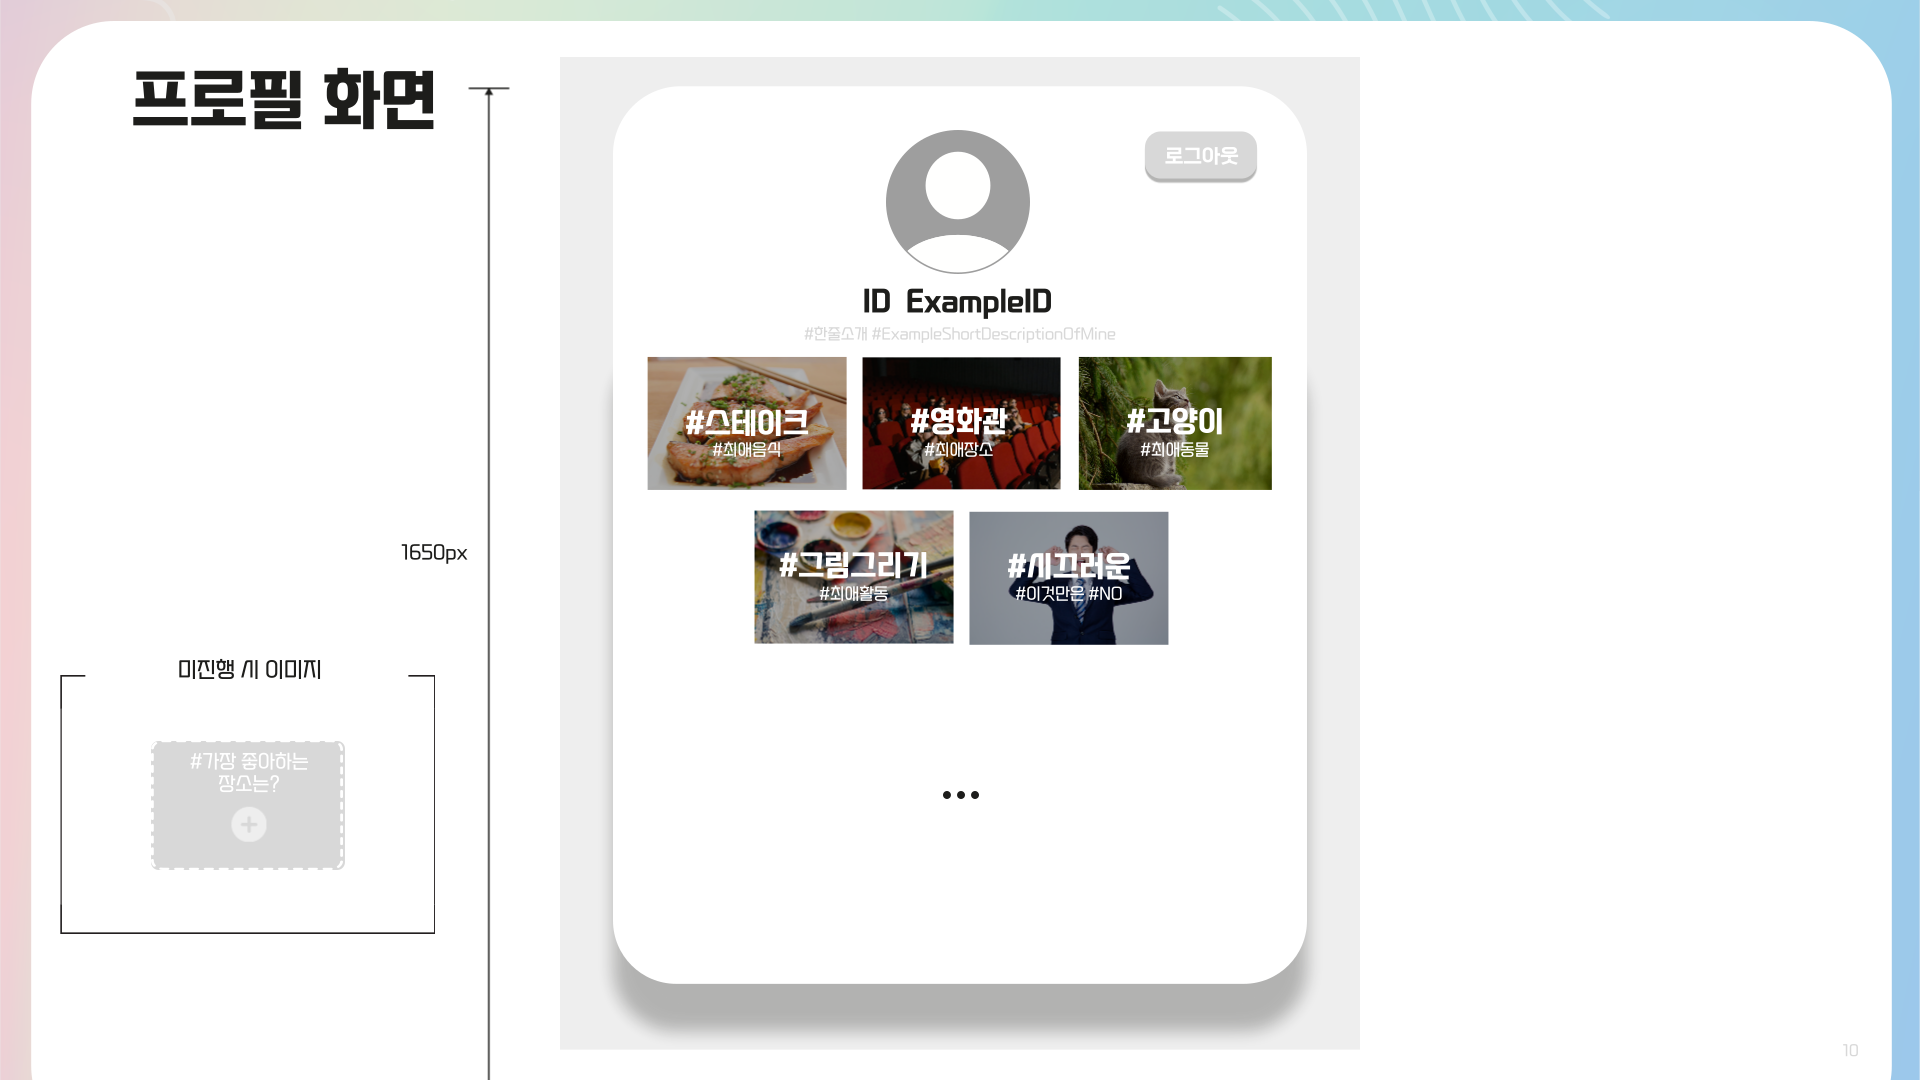 프로필 화면
로그아웃
ID ExampleID
#한줄소개 #ExampleShortDescriptionOfMine
#스테이크
#최애음식
#영화관
#최애장소
#고양이
#최애동물
#그림그리기
#최애활동
#시끄러운
#이것만은 #NO
1650px
미진행 시 이미지
#가장 좋아하는
장소는?
10